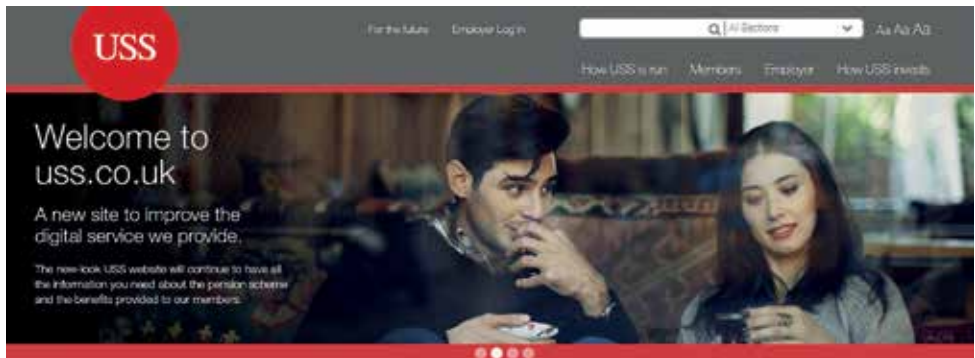 USS
For the future Employer Log in
All Sections
Aa Aa Aa
How USS is run Members Employer How USS invests
Welcome to
uss.co.uk
A new site to improve the
digital service we provide.
The new-look USS website will continue to have all
the information you need about the pension scheme
and the benefits provided to our members.